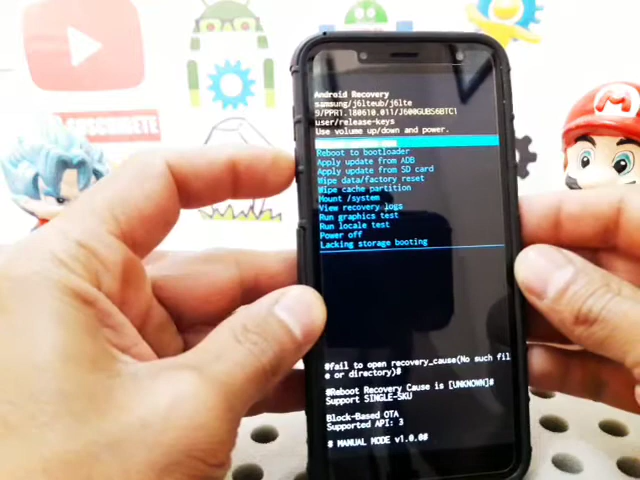 SUSCRIBETE
Android Recovery
samsung/j6lteub/j6lte
9/PPR1.180610.011/J600GUBS6BTC1
user/release-keys
Use volume up/down and power.
Reboot to bootloader
Apply update from ADB
Apply update from SD card
Wipe data/factory reset
Wipe cache partition
Mount /system
View recovery logs
Run graphics test
Run locale test
Power off
Lacking storage booting
#fail to open recovery_cause(No such fil
e or directory)#
#Reboot Recovery Cause is [UNKNOWN]#
Support SINGLE-SKU
Block-Based OTA
Supported API: 3
# MANUAL MODE v1.0.0#